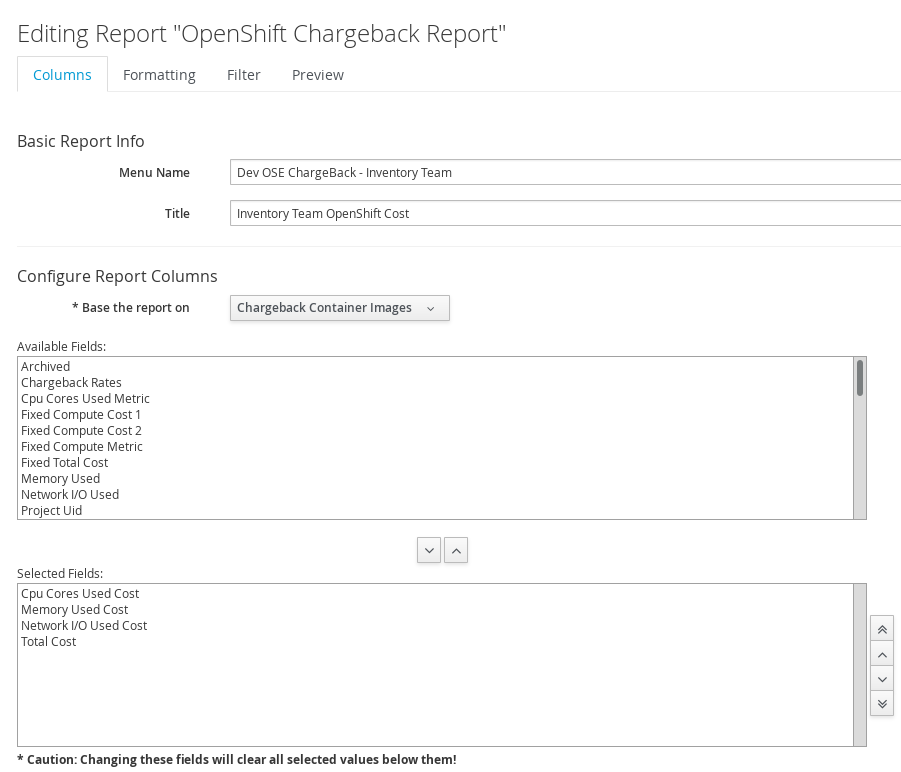 Editing Report "OpenShift Chargeback Report"
Columns Formatting Filter Preview
Basic Report Info
Menu Name Dev OSE ChargeBack - Inventory Team
Title Inventory Team OpenShift Cost
Configure Report Columns
* Base the report on Chargeback Container Images
Available Fields:
Archived
Chargeback Rates
Cpu Cores Used Metric
Fixed Compute Cost 1
Fixed Compute Cost 2
Fixed Compute Metric
Fixed Total Cost
Memory Used
Network I/O Used
Project Uid
Selected Fields:
Cpu Cores Used Cost
Memory Used Cost
Network I/O Used Cost
Total Cost
* Caution: Changing these fields will clear all selected values below them!